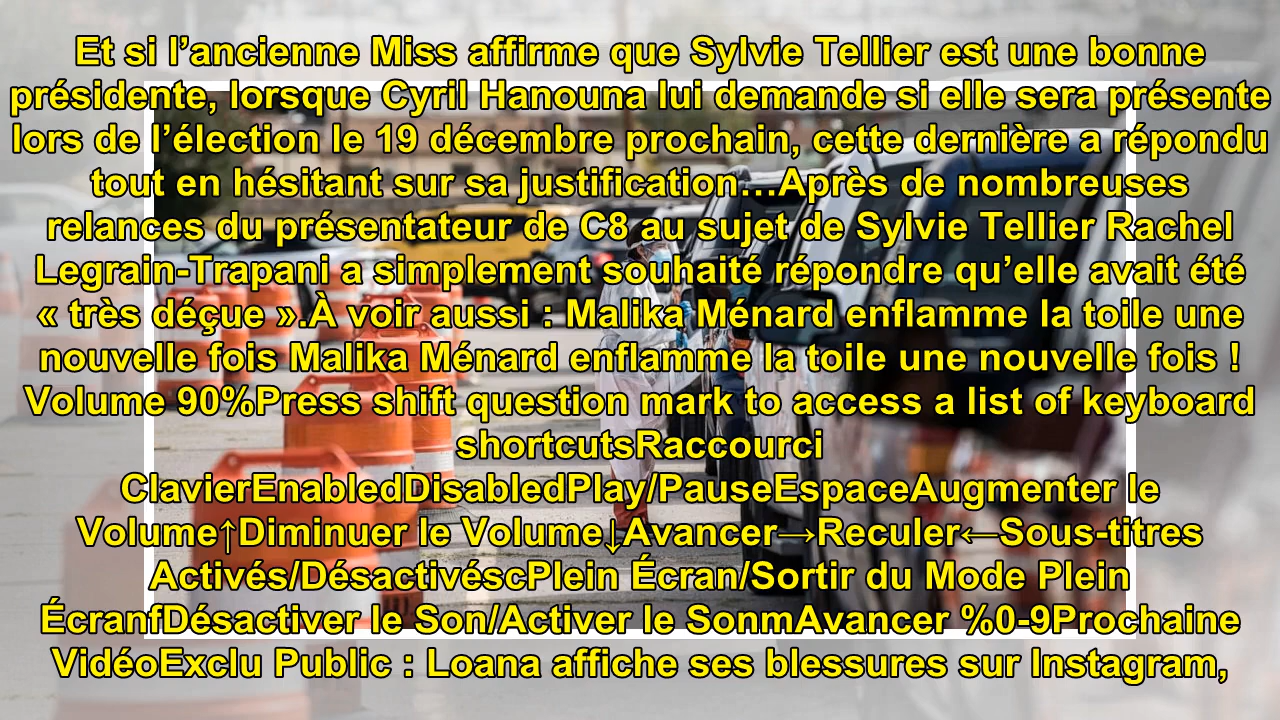 Et si l’ancienne Miss affirme que Sylvie Tellier est une bonne
présidente, lorsque Cyril Hanouna lui demande si elle sera présente
lors de l’élection le 19 décembre prochain, cette dernière a répondu
tout en hésitant sur sa justification…Après de nombreuses
relances du présentateur de C8 au sujet de Sylvie Tellier Rachel
Legrain-Trapani a simplement souhaité répondre qu’elle avait été
« très déçue ».À voir aussi : Malika Ménard enflamme la toile une
nouvelle fois Malika Ménard enflamme la toile une nouvelle fois !
Volume 90%Press shift question mark to access a list of keyboard
shortcutsRaccourci
ClavierEnabledDisabledPlay/PauseEspaceAugmenter le
Volume↑Diminuer le Volume↓Avancer→Reculer←Sous-titres
Activés/DésactivéscPlein Écran/Sortir du Mode Plein
ÉcranfDésactiver le Son/Activer le SonmAvancer %0-9Prochaine
VidéoExclu Public : Loana affiche ses blessures sur Instagram,